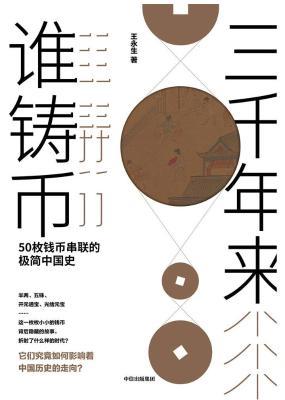 三千年来
谁铸币
王永生 著
50枚钱币串联的
极简中国史
半两、五铢、
开元通宝、光绪元宝
……
这一枚枚小小的钱币
背后隐藏的故事,
折射了什么样的时代?
它们究竟如何影响着
中国历史的走向?
中信出版集团